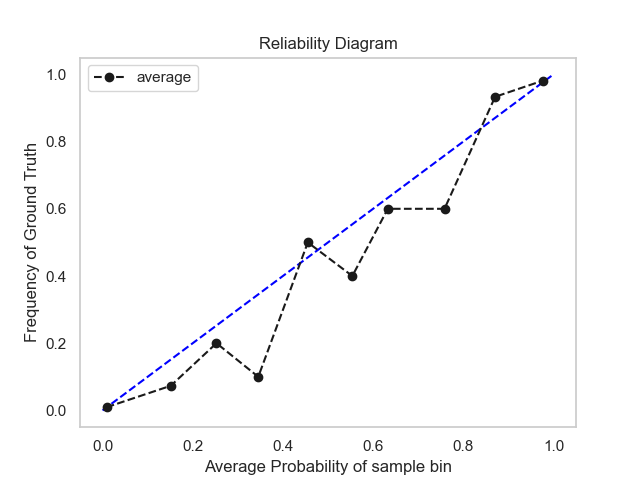 Reliability Diagram
average
Frequency of Ground Truth
1.0
0.8
0.6
0.4
0.2
0.0
0.0 0.2 0.4 0.6 0.8 1.0
Average Probability of sample bin